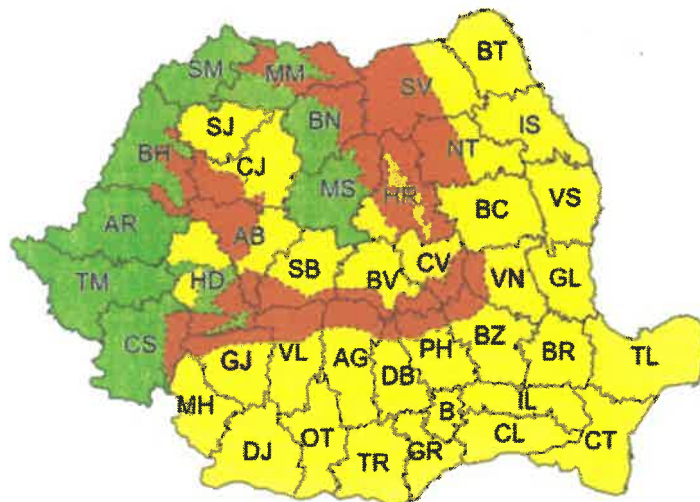 BT
SM
MM
SV
SJ
BN
IS
CJ
NT
BH
MS
HR
BC
VS
AR
AB
SB
BV
CV
VN
GL
TM
HD
CS
GJ
VL
AG
DB
PH
BZ
BR
TL
MH
B
IL
DJ
OT
TR
GR
CL
CT